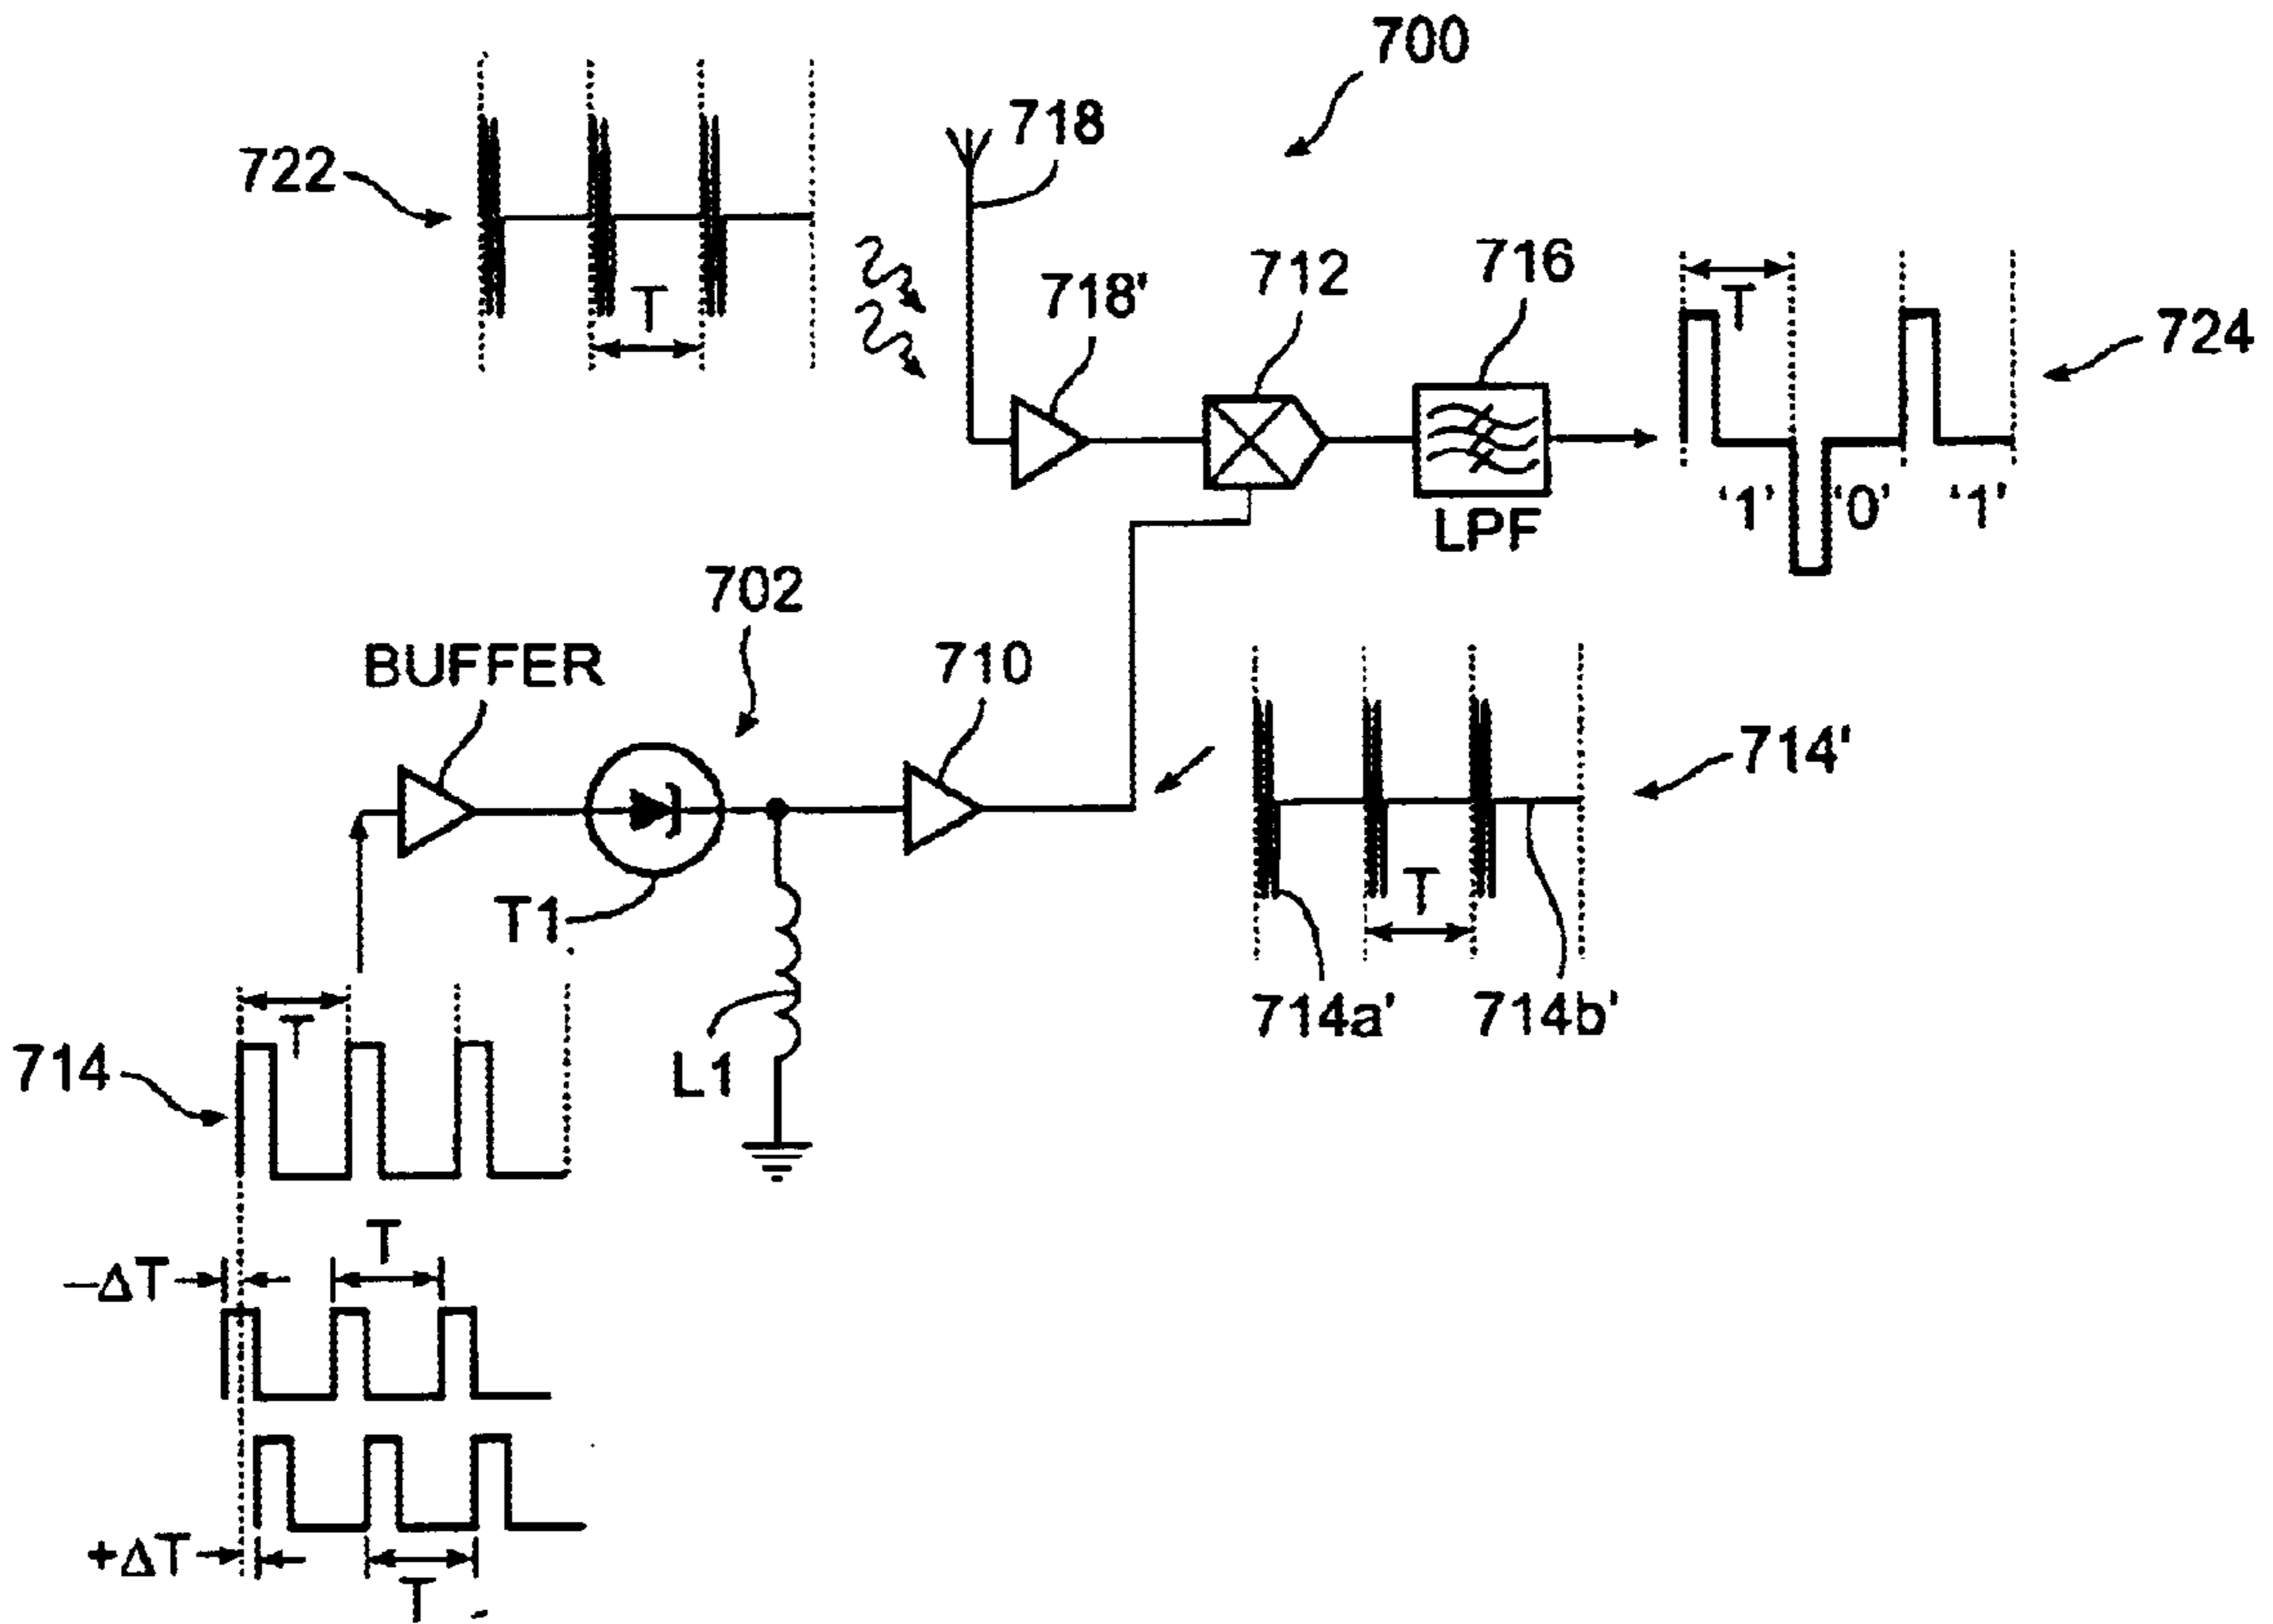 700
718
722
T
718'
712
716
T
724
'1' '0' '1'
LPF
702
BUFFER
710
714'
T1
T
714a' 714b'
T
714
L1
T
−ΔT
+ΔT
T